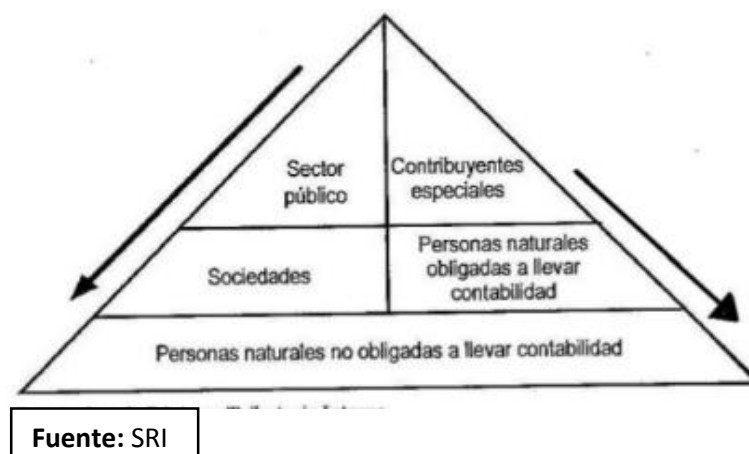 Sector
público
Contribuyentes
especiales
Sociedades
Personas naturales
obligadas a llevar
contabilidad
Personas naturales no obligadas a llevar contabilidad
Fuente: SRI